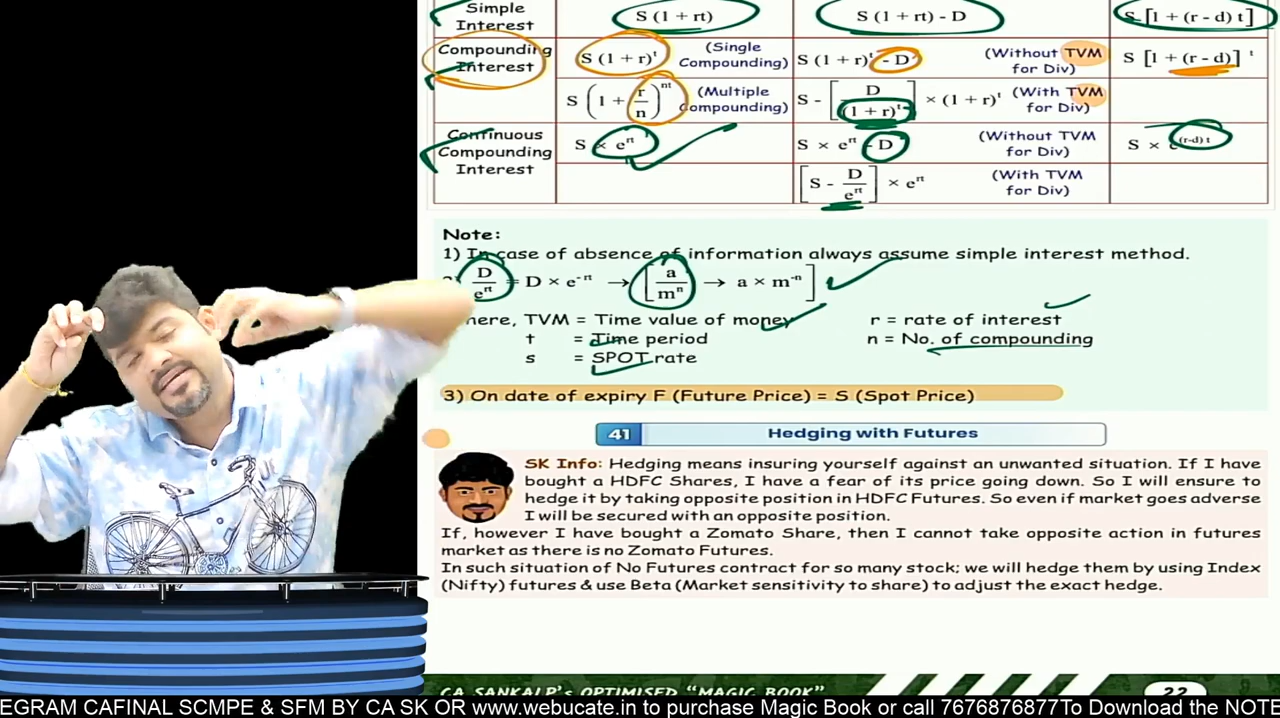 Simple
Interest
S (1 + rt)
S (1 + rt) - D
S [1 + (r - d) t]
Compounding
Interest
S (1 + r)ᵗ
(Single
Compounding)
S (1 + r)ᵗ - D
(Without TVM
for Div)
S [1 + (r - d)] ᵗ
S (1 + r/n)ⁿᵗ
(Multiple
Compounding)
S - [D/(1 + r)ᵗ] × (1 + r)ᵗ
(With TVM
for Div)
Continuous
Compounding
Interest
S × eʳᵗ
S × eʳᵗ - D
(Without TVM
for Div)
S × e⁽ʳ⁻ᵈ⁾ ᵗ
[S - D/eʳᵗ] × eʳᵗ
(With TVM
for Div)
Note:
1) In case of absence of information always assume simple interest method.
D/eʳᵗ = D × e⁻ʳᵗ → [a/mⁿ → a × m⁻ⁿ]
here, TVM = Time value of money
r = rate of interest
t = Time period
n = No. of compounding
s = SPOT rate
3) On date of expiry F (Future Price) = S (Spot Price)
41 Hedging with Futures
SK Info: Hedging means insuring yourself against an unwanted situation. If I have
bought a HDFC Shares, I have a fear of its price going down. So I will ensure to
hedge it by taking opposite position in HDFC Futures. So even if market goes adverse
I will be secured with an opposite position.
If, however I have bought a Zomato Share, then I cannot take opposite action in futures
market as there is no Zomato Futures.
In such situation of No Futures contract for so many stock; we will hedge them by using Index
(Nifty) futures & use Beta (Market sensitivity to share) to adjust the exact hedge.
CA SANKALP's OPTIMISED "MAGIC BOOK"
22
EGRAM CAFINAL SCMPE & SFM BY CA SK OR www.webucate.in to purchase Magic Book or call 7676876877To Download the NOTE